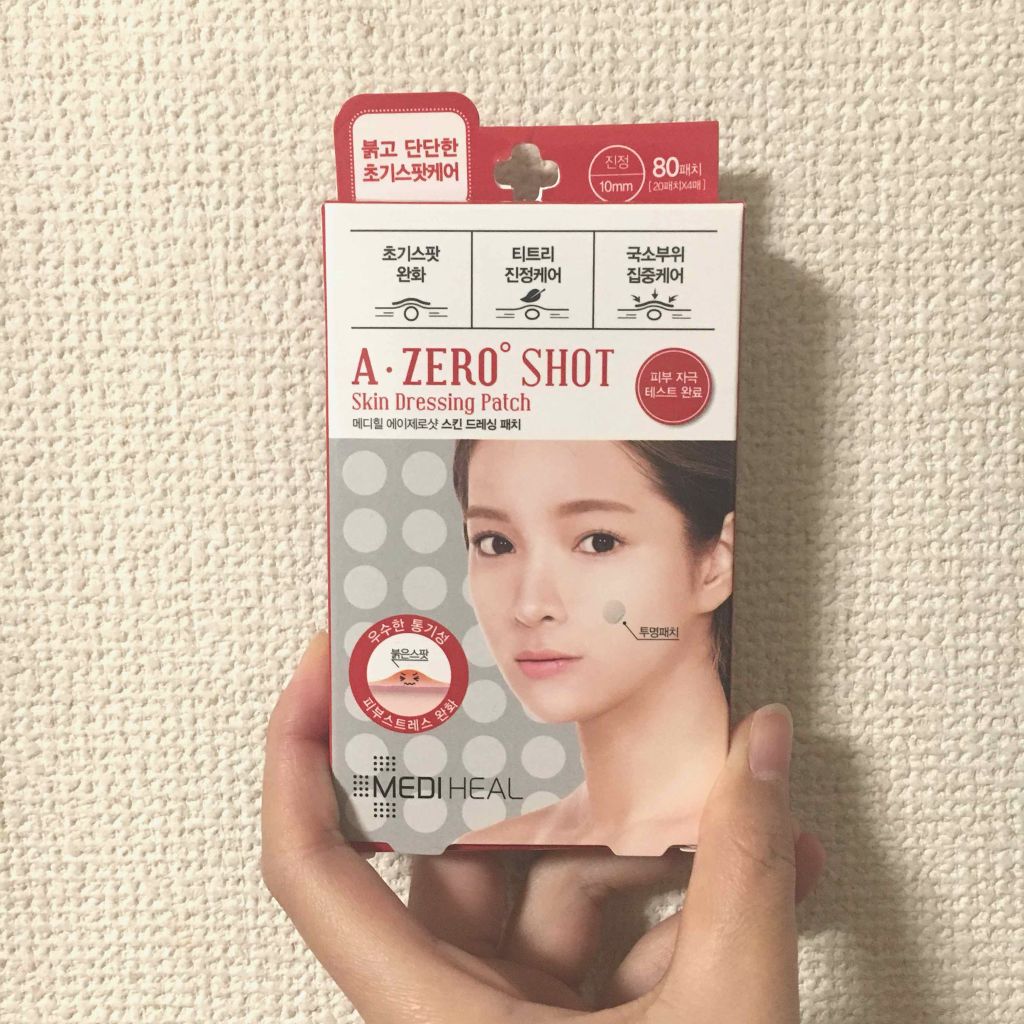 붉고 단단한
초기스팟케어
진정
10mm
80패치
[20패치X4매]
초기스팟
완화
티트리
진정케어
국소부위
집중케어
A·ZERO° SHOT
Skin Dressing Patch
메디힐 에이제로샷 스킨 드레싱 패치
피부 자극
테스트 완료
투명패치
우수한 통기성
붉은스팟
피부스트레스 완화
MEDIHEAL